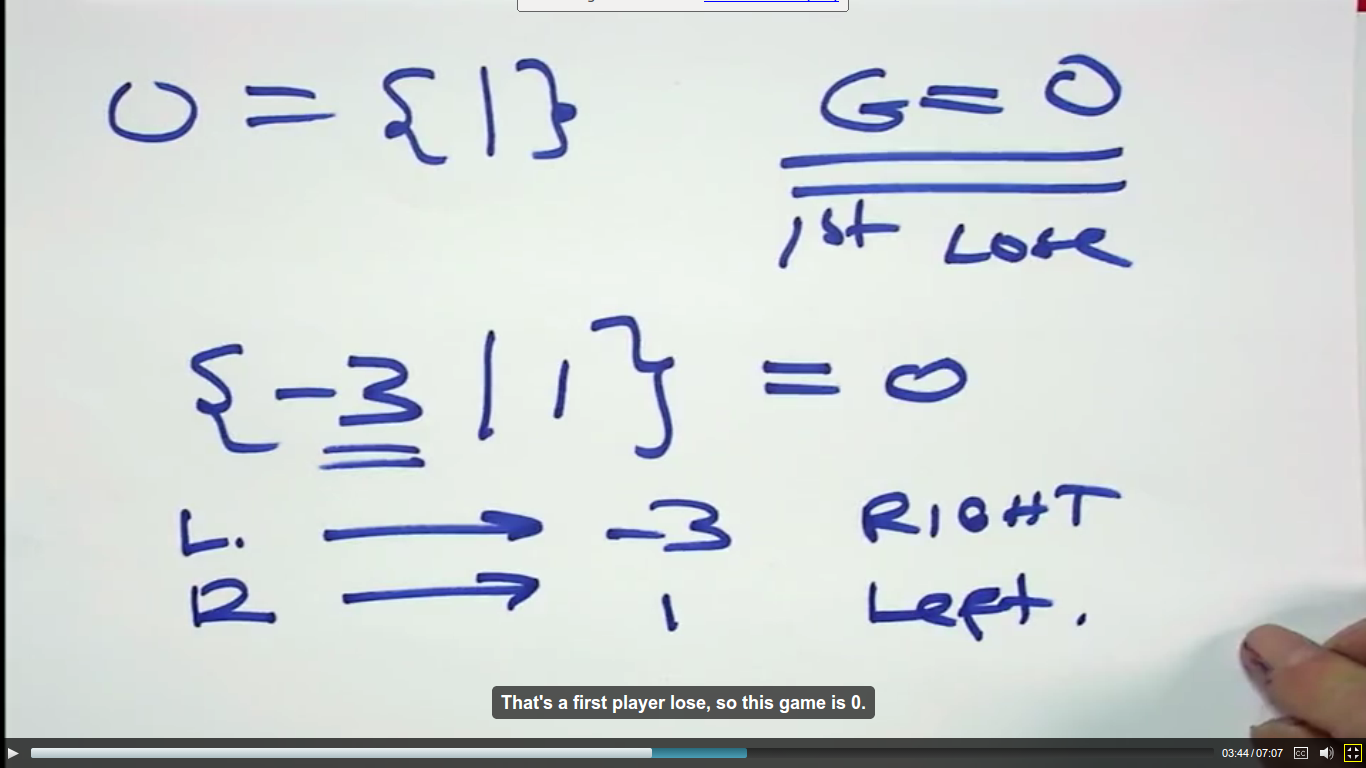 0 = { | }
G = 0
1st Lose
{ -3 | 1 } = 0
L. → -3 RIGHT
R → 1 Left.
That's a first player lose, so this game is 0.
03:44 / 07:07
CC